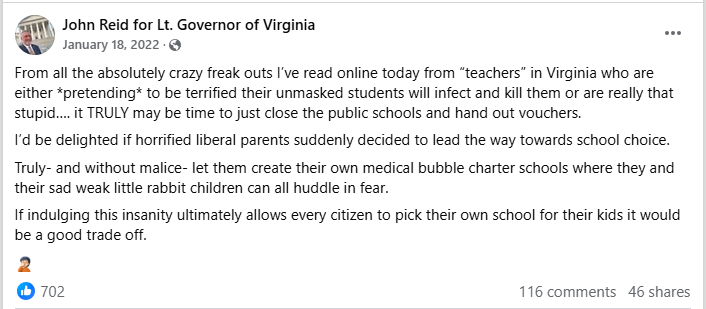 John Reid for Lt. Governor of Virginia
January 18, 2022 ·
From all the absolutely crazy freak outs I've read online today from “teachers” in Virginia who are
either *pretending* to be terrified their unmasked students will infect and kill them or are really that
stupid.... it TRULY may be time to just close the public schools and hand out vouchers.
I'd be delighted if horrified liberal parents suddenly decided to lead the way towards school choice.
Truly- and without malice- let them create their own medical bubble charter schools where they and
their sad weak little rabbit children can all huddle in fear.
If indulging this insanity ultimately allows every citizen to pick their own school for their kids it would
be a good trade off.
702 116 comments 46 shares